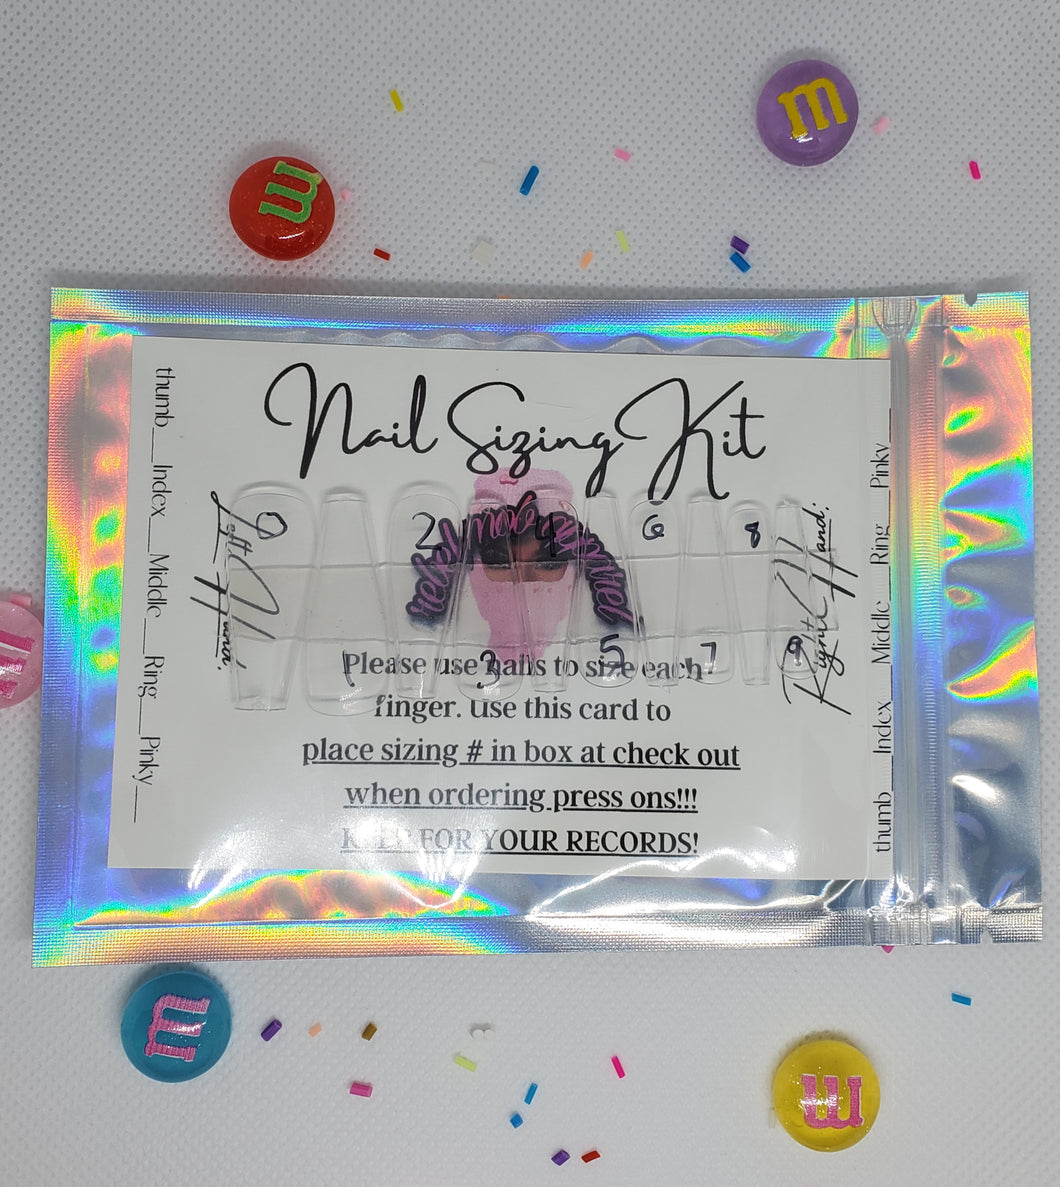 Nail Sizing Kit
thumb__Index__Middle__Ring__Pinky__
Left Hand:
0 2 4 6 8
1 3 5 7 9
Right Hand:
thumb__Index__Middle__Ring__Pinky__
Please use nails to size each
finger. Use this card to
place sizing # in box at check out
when ordering press ons!!!
KEEP FOR YOUR RECORDS!
m
m
m
m
m